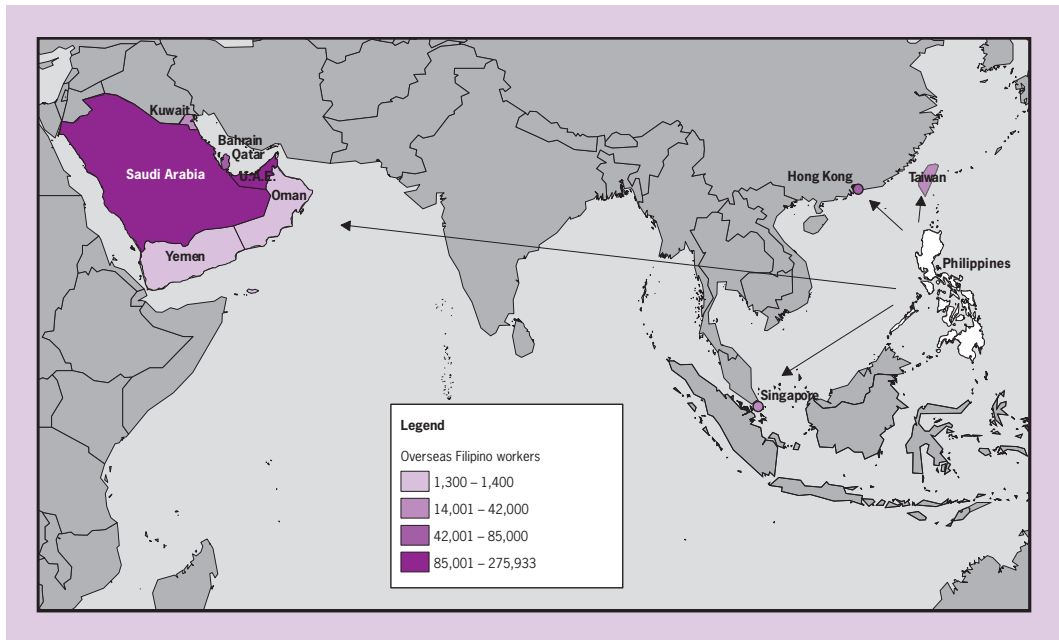 Kuwait
Bahrain
Qatar
Saudi Arabia
U.A.E.
Oman
Yemen
Hong Kong
Taiwan
Philippines
Singapore
Legend
Overseas Filipino workers
1,300 – 1,400
14,001 – 42,000
42,001 – 85,000
85,001 – 275,933